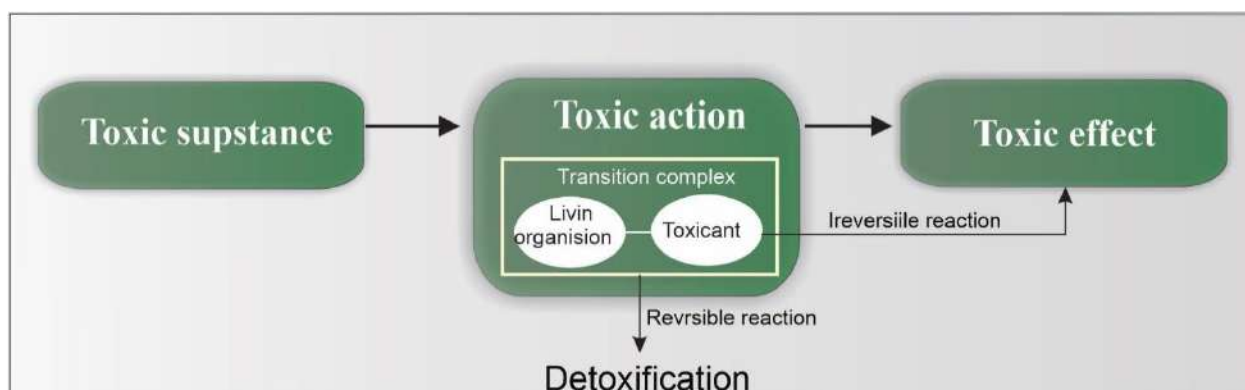 Toxic supstance
Toxic action
Toxic effect
Transition complex
Livin
organision
Toxicant
Ireversiile reaction
Revrsible reaction
Detoxification